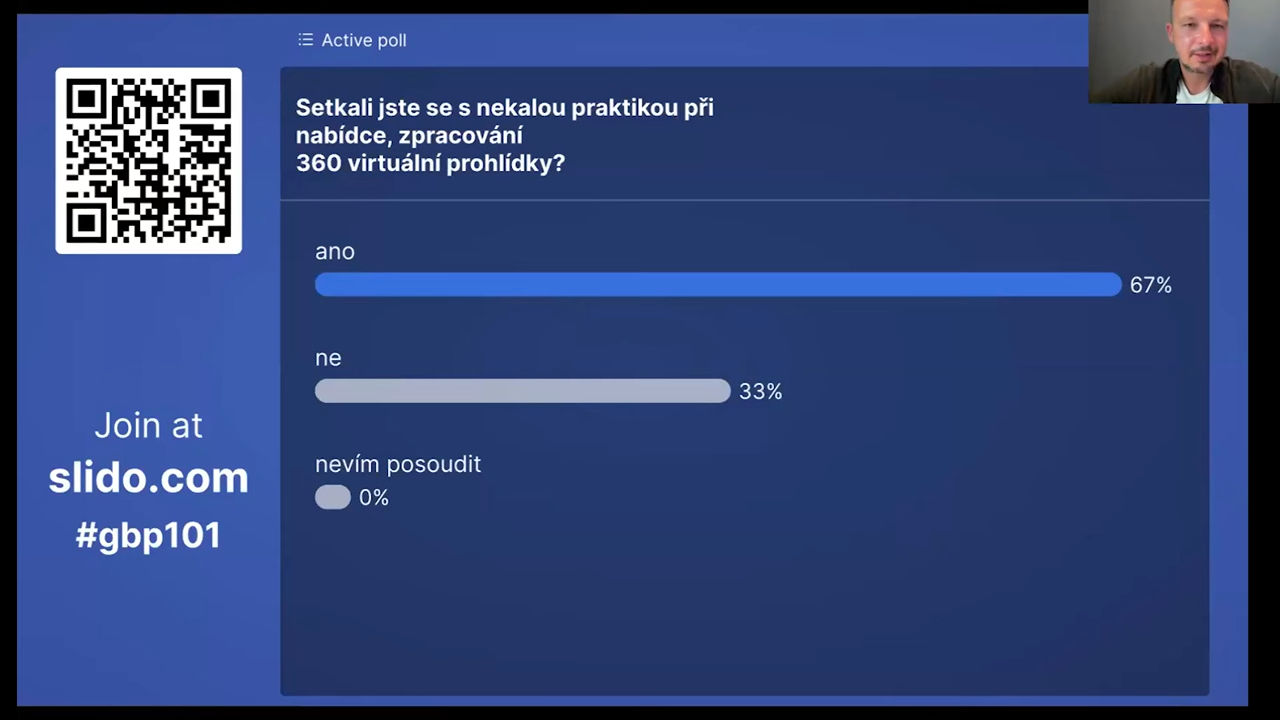 Active poll
Setkali jste se s nekalou praktikou při
nabídce, zpracování
360 virtuální prohlídky?
ano
67%
ne
33%
nevím posoudit
0%
Join at
slido.com
#gbp101